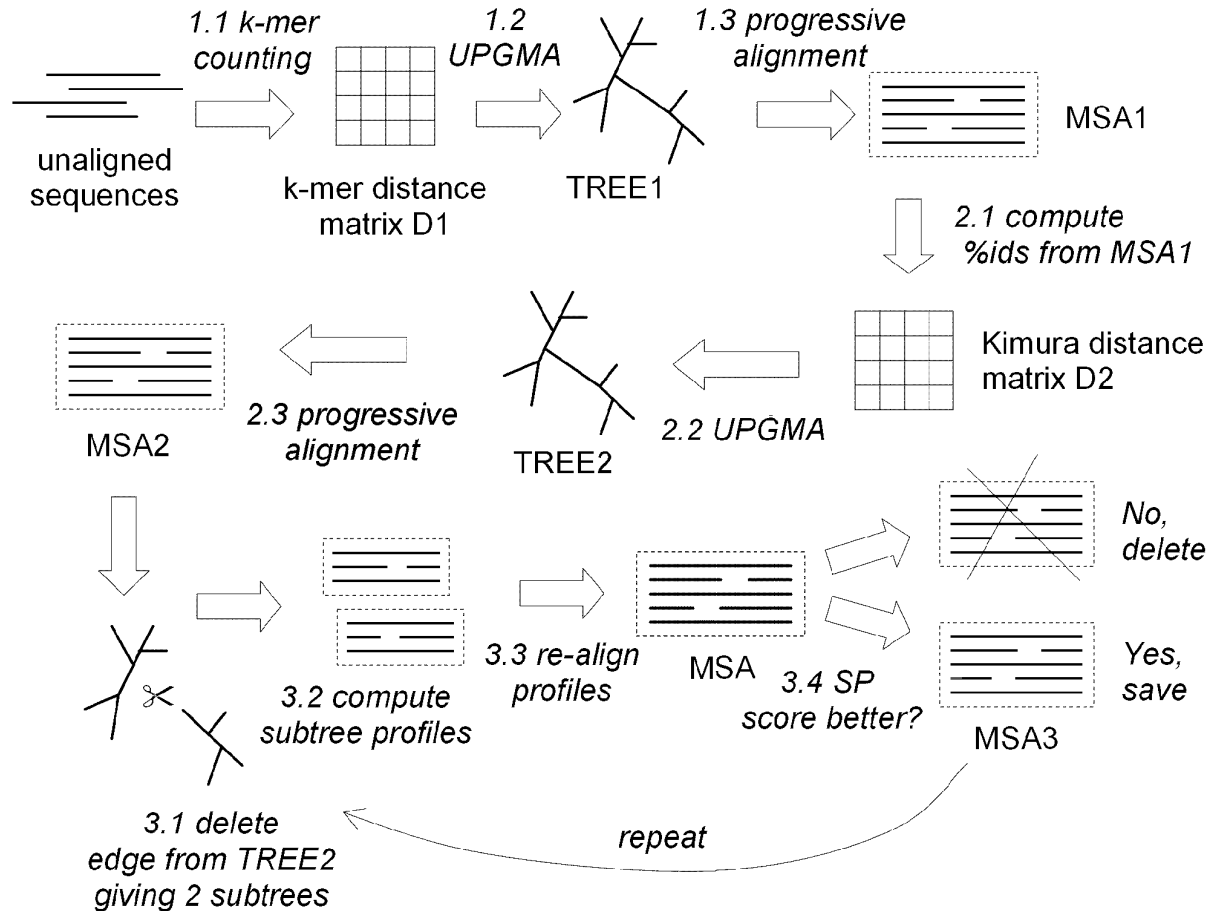 1.1 k-mer
counting
1.2
UPGMA
1.3 progressive
alignment
unaligned
sequences
k-mer distance
matrix D1
TREE1
MSA1
2.1 compute
%ids from MSA1
Kimura distance
matrix D2
2.2 UPGMA
TREE2
2.3 progressive
alignment
MSA2
3.1 delete
edge from TREE2
giving 2 subtrees
3.2 compute
subtree profiles
3.3 re-align
profiles
MSA
3.4 SP
score better?
No,
delete
Yes,
save
MSA3
repeat